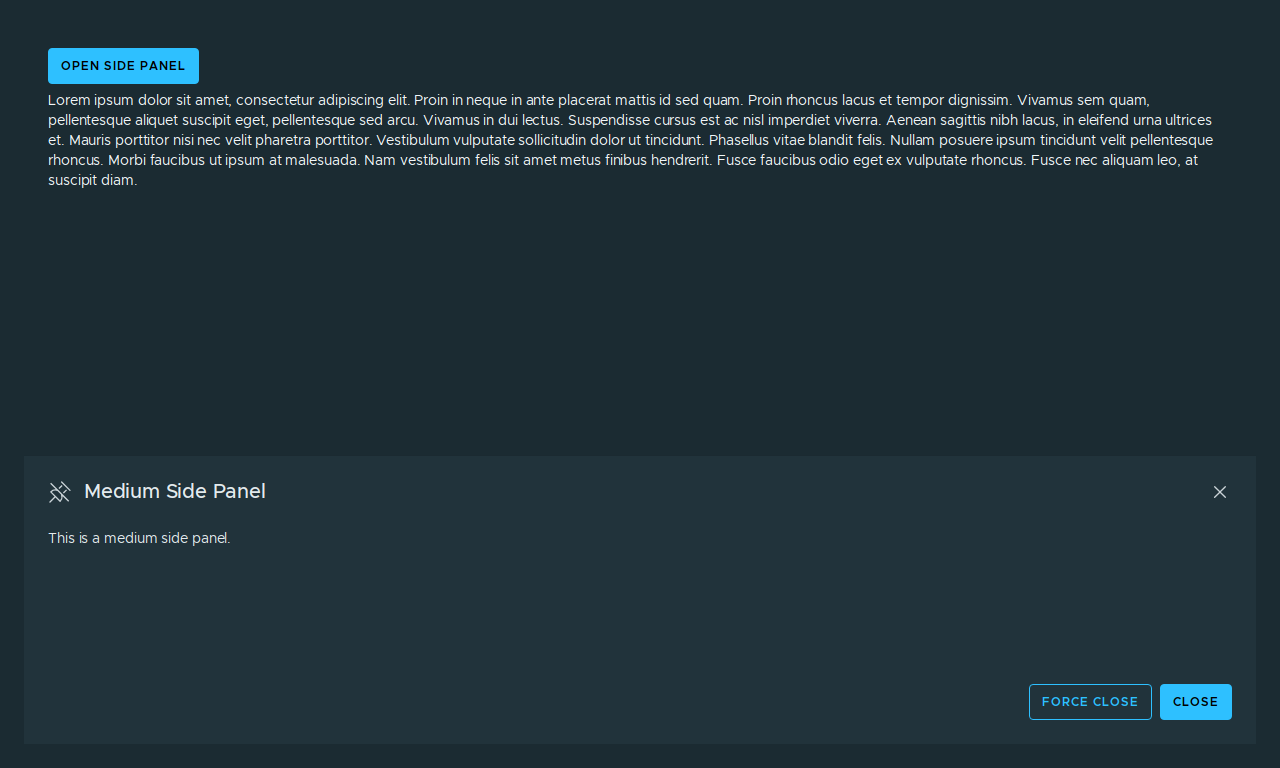 OPEN SIDE PANEL
Lorem ipsum dolor sit amet, consectetur adipiscing elit. Proin in neque in ante placerat mattis id sed quam. Proin rhoncus lacus et tempor dignissim. Vivamus sem quam,
pellentesque aliquet suscipit eget, pellentesque sed arcu. Vivamus in dui lectus. Suspendisse cursus est ac nisl imperdiet viverra. Aenean sagittis nibh lacus, in eleifend urna ultrices
et. Mauris porttitor nisi nec velit pharetra porttitor. Vestibulum vulputate sollicitudin dolor ut tincidunt. Phasellus vitae blandit felis. Nullam posuere ipsum tincidunt velit pellentesque
rhoncus. Morbi faucibus ut ipsum at malesuada. Nam vestibulum felis sit amet metus finibus hendrerit. Fusce faucibus odio eget ex vulputate rhoncus. Fusce nec aliquam leo, at
suscipit diam.
Medium Side Panel
This is a medium side panel.
FORCE CLOSE
CLOSE